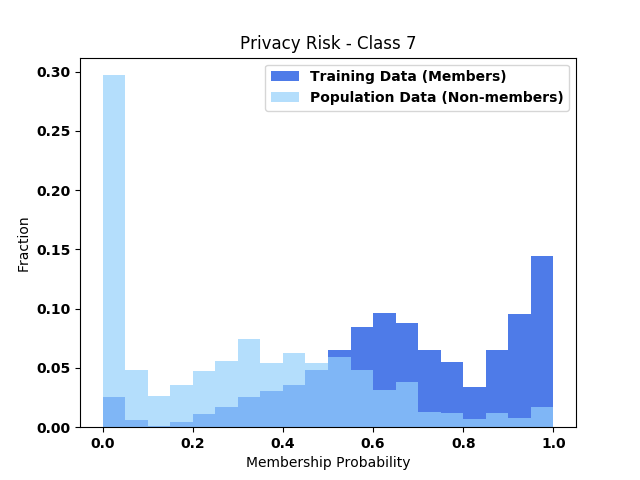 Privacy Risk - Class 7
Training Data (Members)
Population Data (Non-members)
0.30
0.25
0.20
0.15
0.10
0.05
0.00
Fraction
0.0 0.2 0.4 0.6 0.8 1.0
Membership Probability